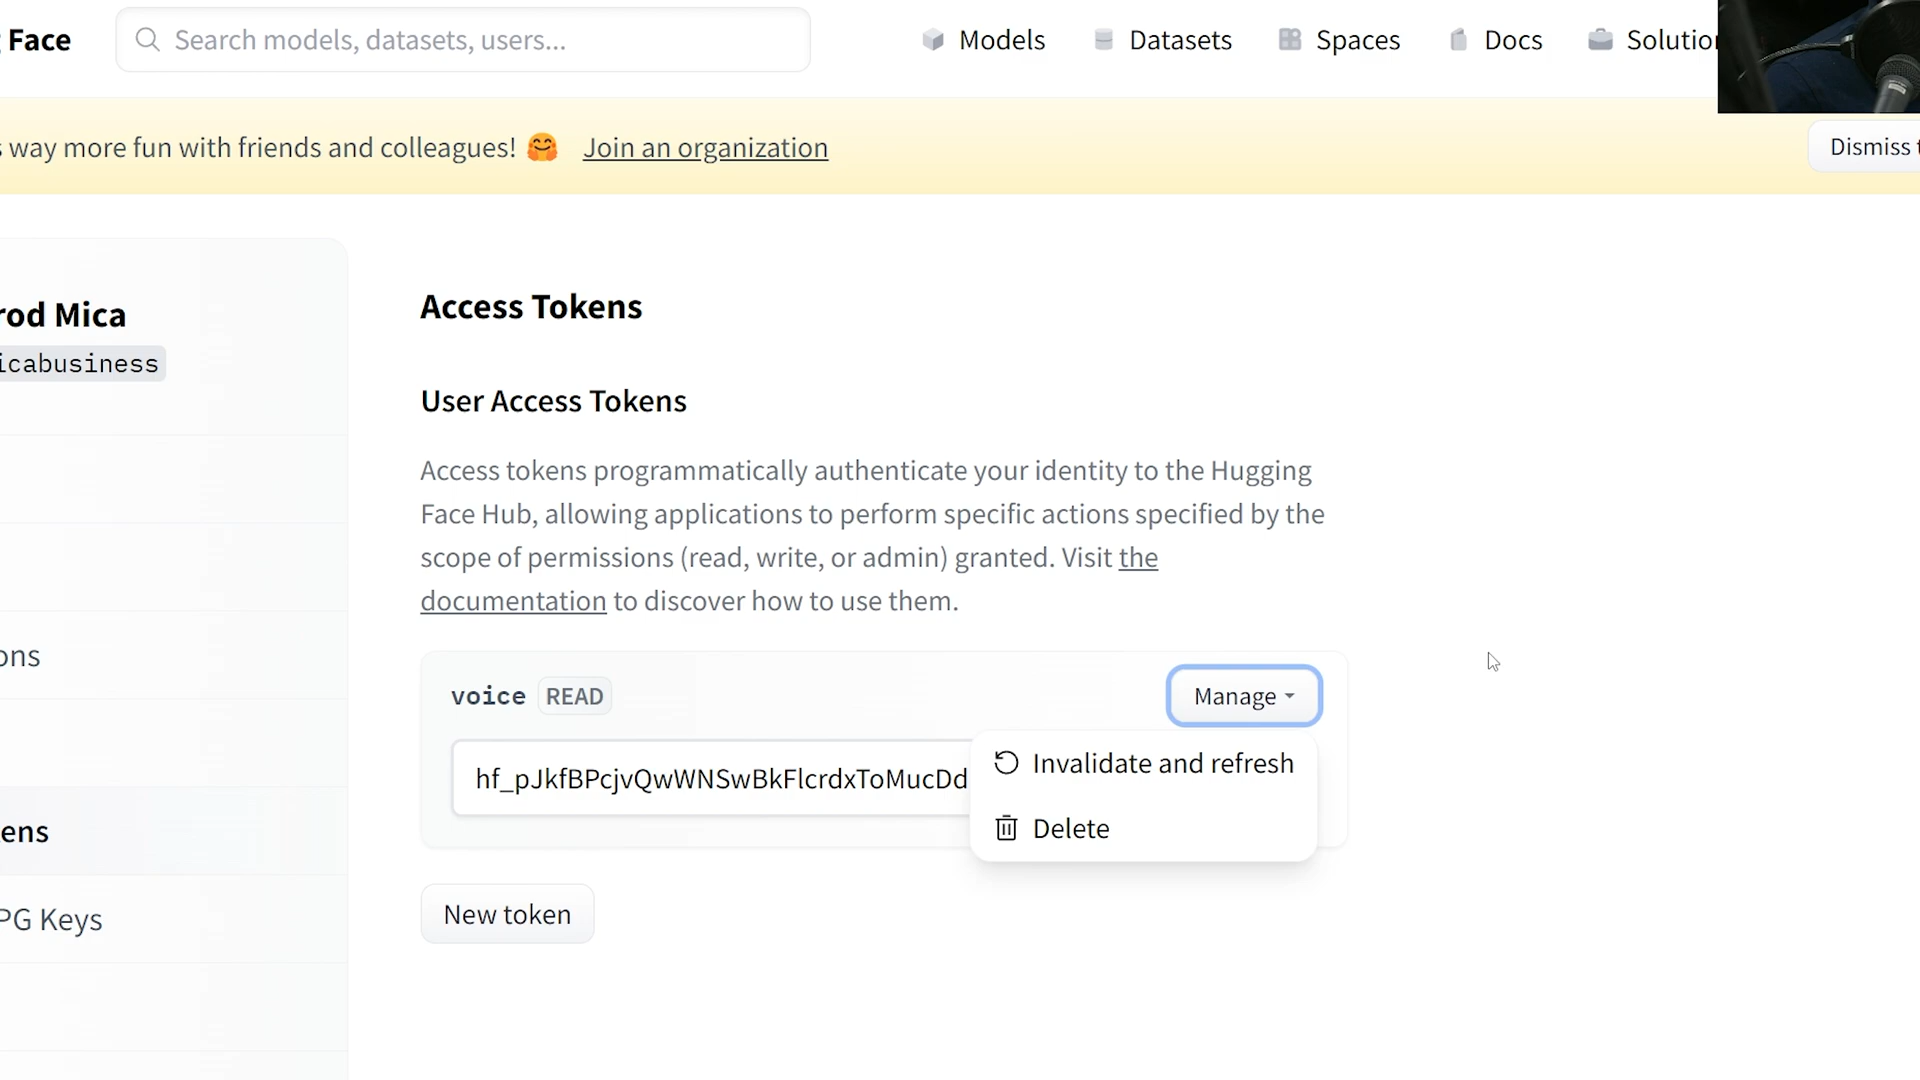 Face
Search models, datasets, users...
Models
Datasets
Spaces
Docs
Solutio
way more fun with friends and colleagues! 🤗 Join an organization
Dismiss t
rod Mica
icabusiness
ons
ens
PG Keys
Access Tokens
User Access Tokens
Access tokens programmatically authenticate your identity to the Hugging
Face Hub, allowing applications to perform specific actions specified by the
scope of permissions (read, write, or admin) granted. Visit the
documentation to discover how to use them.
voice READ
Manage
hf_pJkfBPcjvQwWNSwBkFlcrdxToMucDd
Invalidate and refresh
Delete
New token